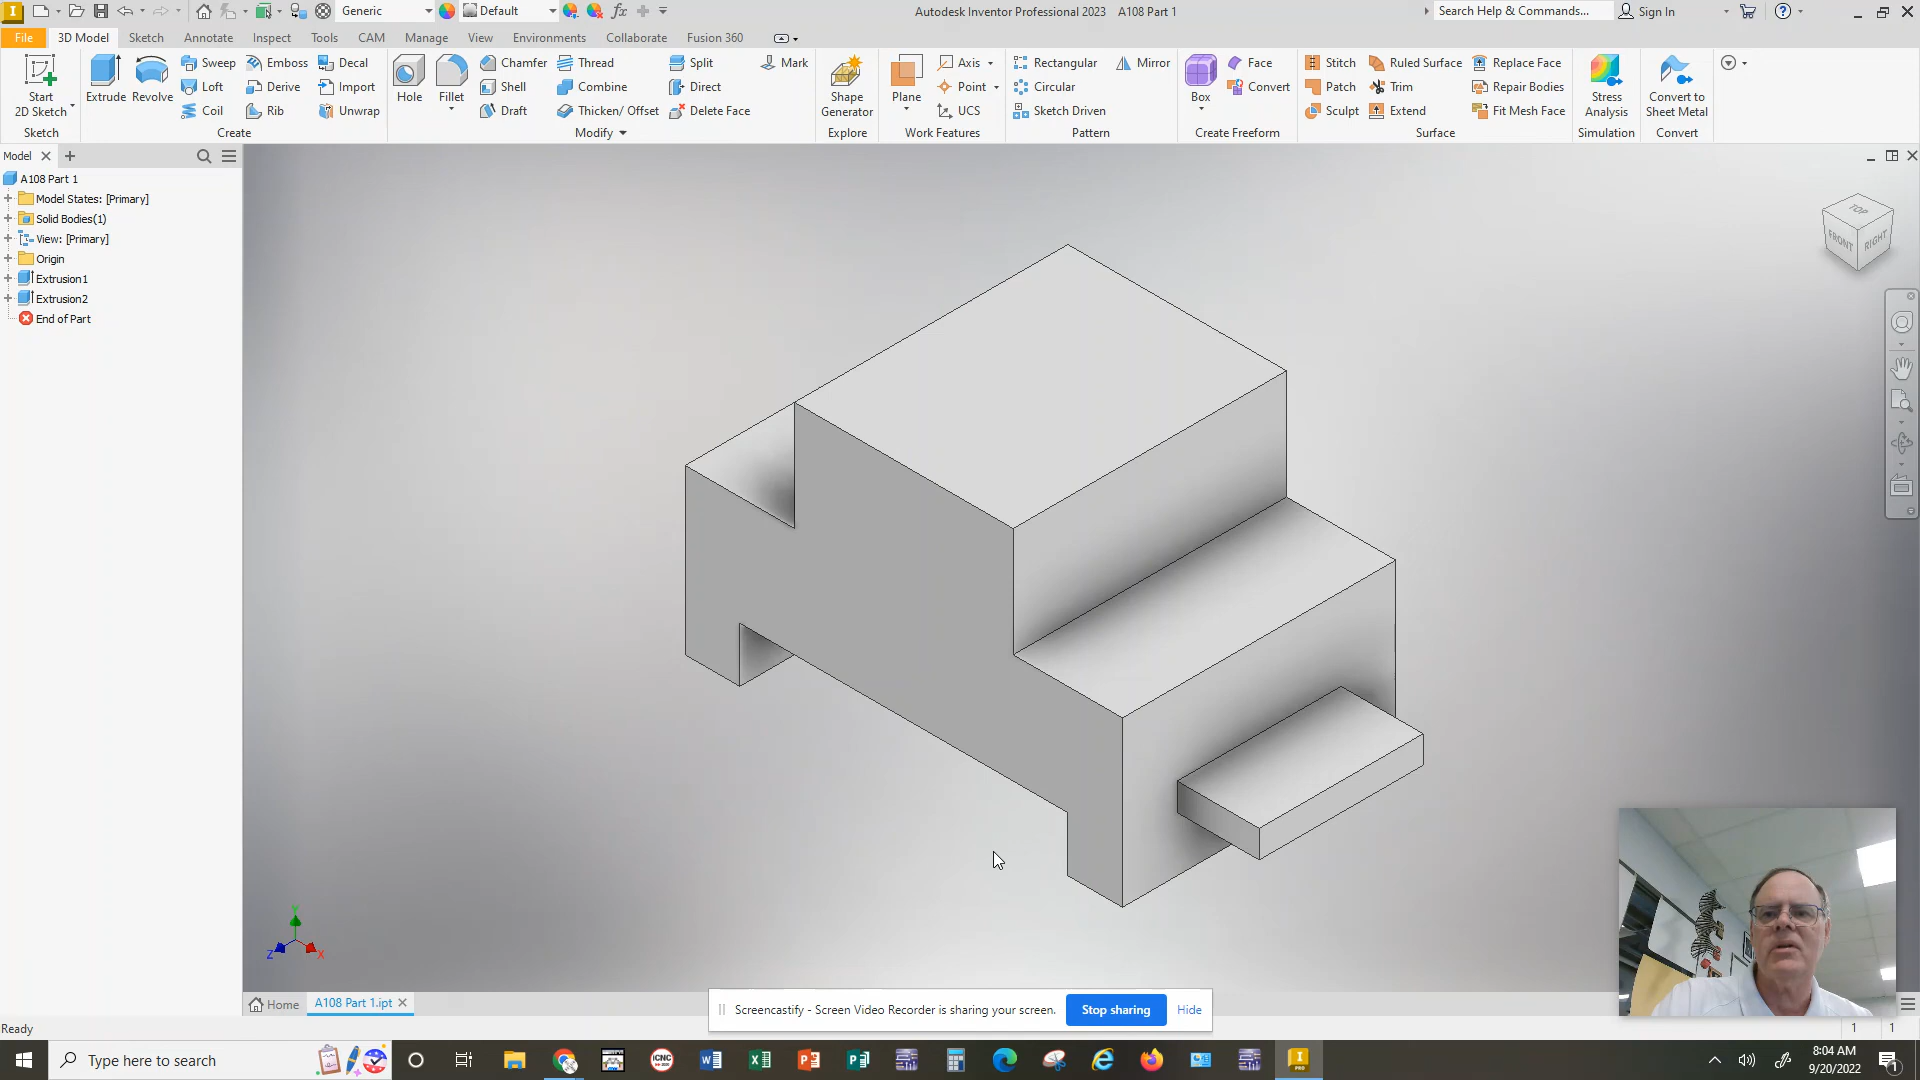 Generic
Default
fx
Autodesk Inventor Professional 2023 A108 Part 1
Search Help & Commands...
Sign In
File
3D Model
Sketch
Annotate
Inspect
Tools
CAM
Manage
View
Environments
Collaborate
Fusion 360
Start
2D Sketch
Sketch
Extrude
Revolve
Sweep
Loft
Coil
Emboss
Derive
Rib
Decal
Import
Unwrap
Create
Hole
Fillet
Chamfer
Shell
Draft
Thread
Combine
Thicken/ Offset
Split
Direct
Delete Face
Mark
Modify
Shape
Generator
Explore
Plane
Axis
Point
UCS
Work Features
Rectangular
Circular
Sketch Driven
Mirror
Pattern
Box
Face
Convert
Create Freeform
Stitch
Patch
Sculpt
Ruled Surface
Trim
Extend
Replace Face
Repair Bodies
Fit Mesh Face
Surface
Stress
Analysis
Simulation
Convert to
Sheet Metal
Convert
Model
A108 Part 1
Model States: [Primary]
Solid Bodies(1)
View: [Primary]
Origin
Extrusion1
Extrusion2
End of Part
TOP
FRONT
RIGHT
Y
Z
X
Home
A108 Part 1.ipt
Screencastify - Screen Video Recorder is sharing your screen.
Stop sharing
Hide
Ready
1 1
Type here to search
8:04 AM
9/20/2022